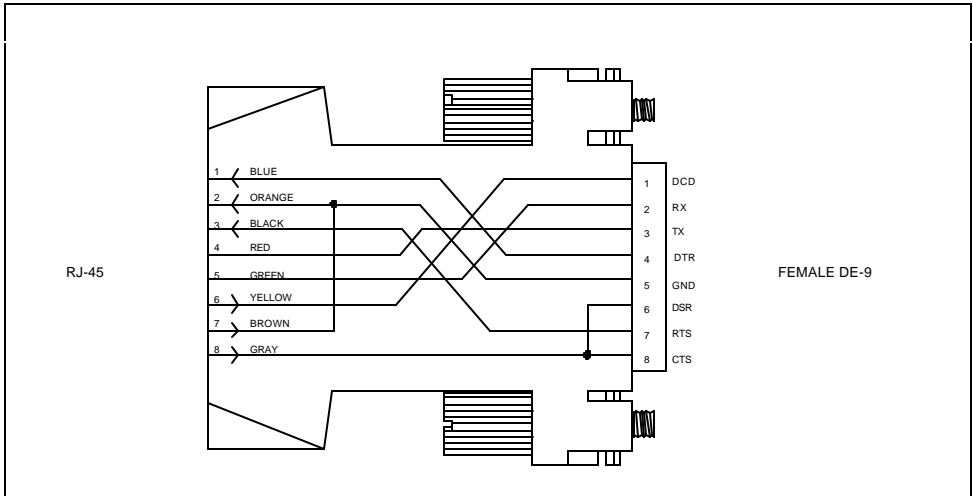 1 BLUE
2 ORANGE
3 BLACK
4 RED
5 GREEN
6 YELLOW
7 BROWN
8 GRAY
RJ-45
1 DCD
2 RX
3 TX
4 DTR
5 GND
6 DSR
7 RTS
8 CTS
FEMALE DE-9